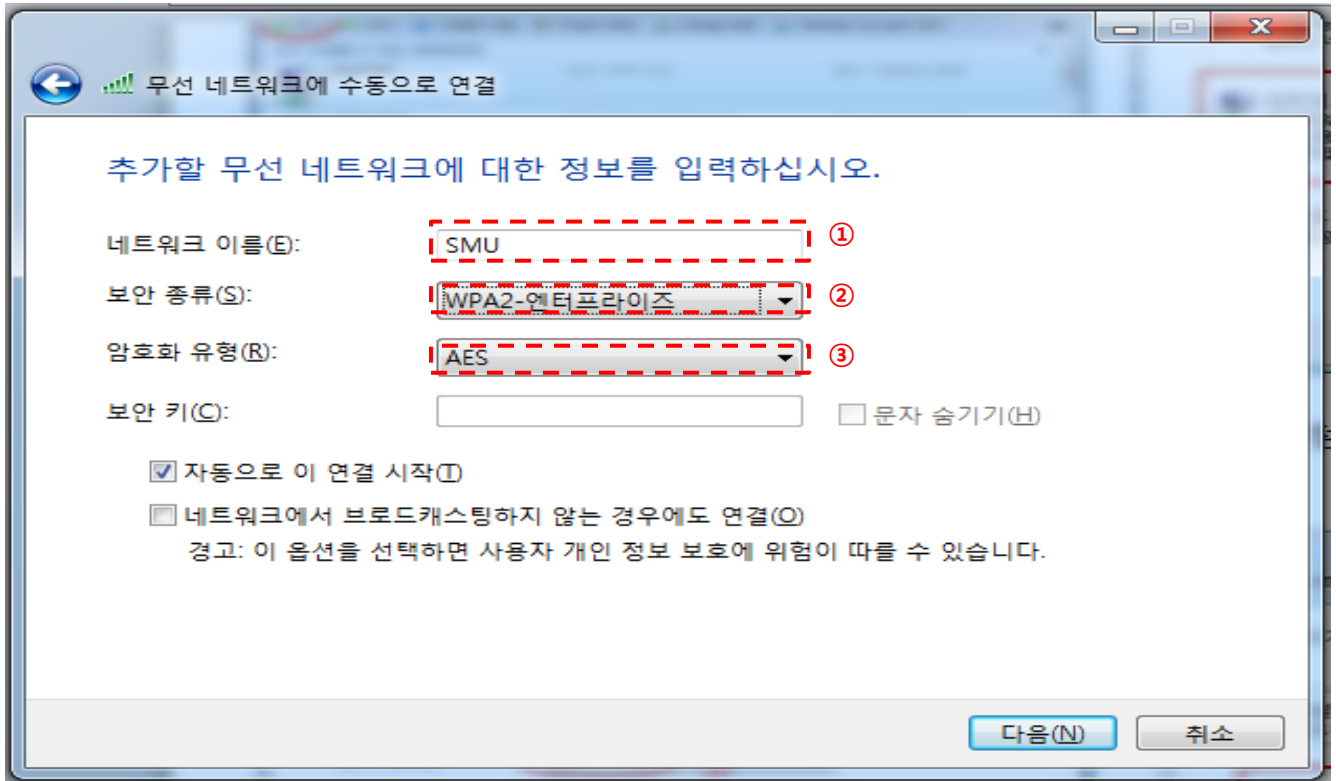 무선 네트워크에 수동으로 연결
추가할 무선 네트워크에 대한 정보를 입력하십시오.
네트워크 이름(E): SMU ①
보안 종류(S): WPA2-엔터프라이즈 ②
암호화 유형(R): AES ③
보안 키(C): 문자 숨기기(H)
자동으로 이 연결 시작(T)
네트워크에서 브로드캐스팅하지 않는 경우에도 연결(O)
경고: 이 옵션을 선택하면 사용자 개인 정보 보호에 위험이 따를 수 있습니다.
다음(N) 취소